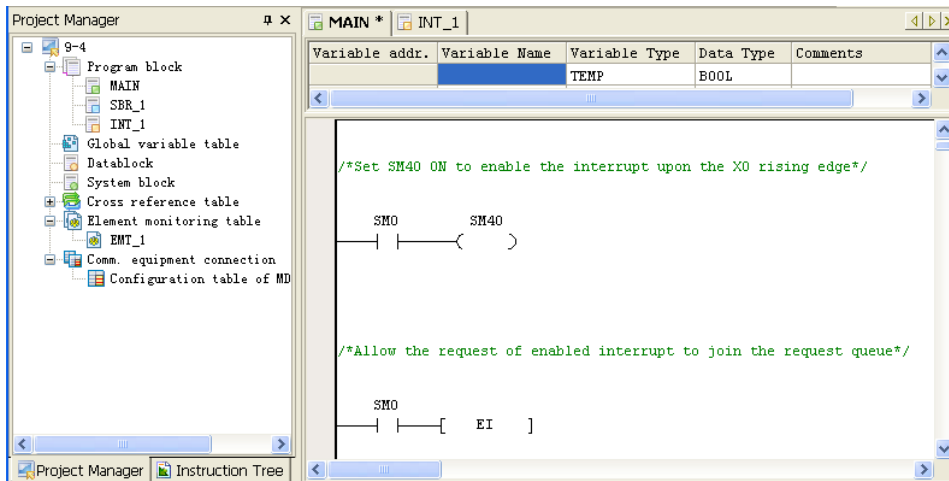 Project Manager
9-4
Program block
MAIN
SBR_1
INT_1
Global variable table
Datablock
System block
Cross reference table
Element monitoring table
EMT_1
Comm. equipment connection
Configuration table of MD
Project Manager
Instruction Tree
MAIN *
INT_1
Variable addr. Variable Name Variable Type Data Type Comments
TEMP BOOL
/*Set SM40 ON to enable the interrupt upon the X0 rising edge*/
SM0 SM40
/*Allow the request of enabled interrupt to join the request queue*/
SM0
[ EI ]